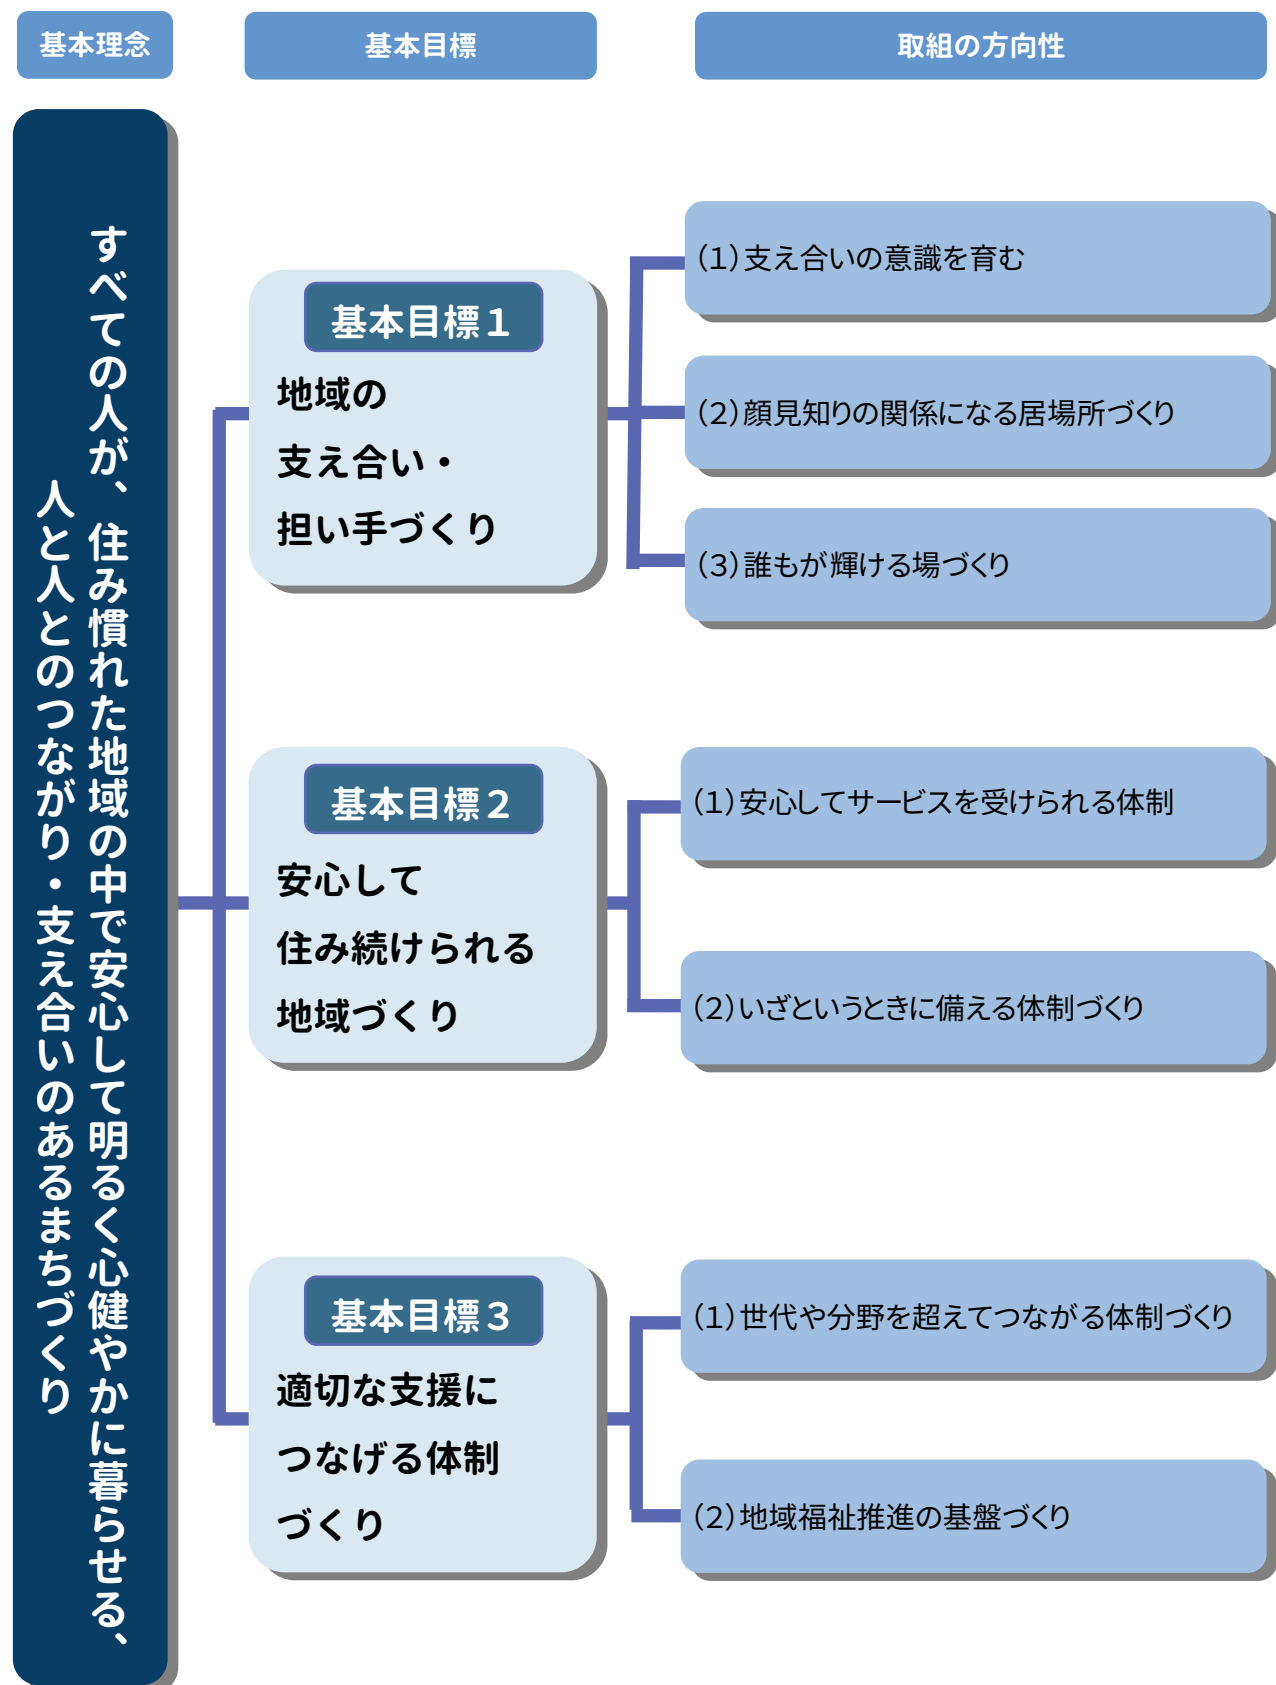 基本理念
基本目標
取組の方向性
すべての人が、住み慣れた地域の中で安心して明るく心健やかに暮らせる、
人と人とのつながり・支え合いのあるまちづくり
基本目標１
地域の
支え合い・
担い手づくり
（１）支え合いの意識を育む
（２）顔見知りの関係になる居場所づくり
（３）誰もが輝ける場づくり
基本目標２
安心して
住み続けられる
地域づくり
（１）安心してサービスを受けられる体制
（２）いざというときに備える体制づくり
基本目標３
適切な支援に
つなげる体制
づくり
（１）世代や分野を超えてつながる体制づくり
（２）地域福祉推進の基盤づくり